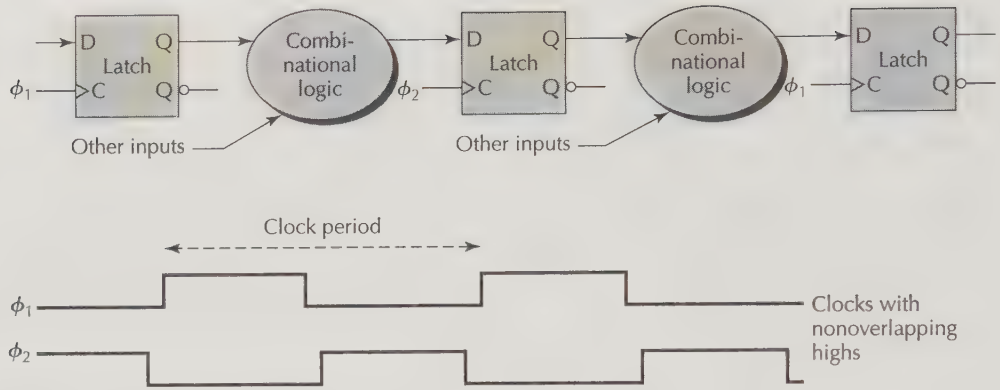 D Q
Latch
C Q
ϕ1
Combi-
national
logic
Other inputs
D Q
Latch
C Q
ϕ2
Combi-
national
logic
Other inputs
D Q
Latch
C Q
ϕ1
Clock period
ϕ1
ϕ2
Clocks with
nonoverlapping
highs